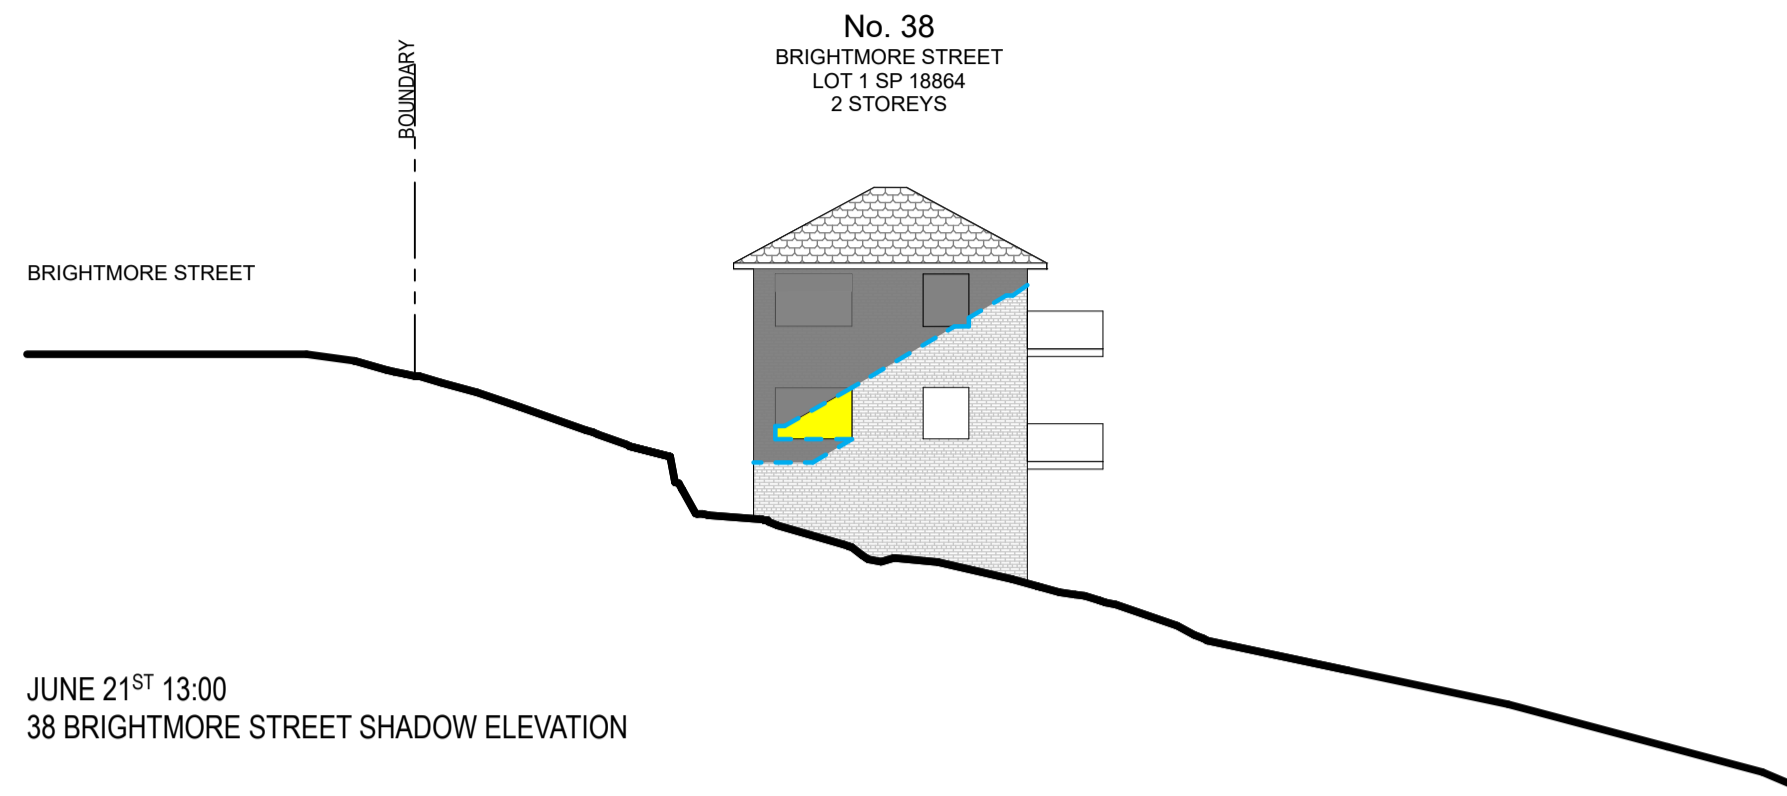 No. 38
BRIGHTMORE STREET
LOT 1 SP 18864
2 STOREYS
BOUNDARY
BRIGHTMORE STREET
JUNE 21ST 13:00
38 BRIGHTMORE STREET SHADOW ELEVATION